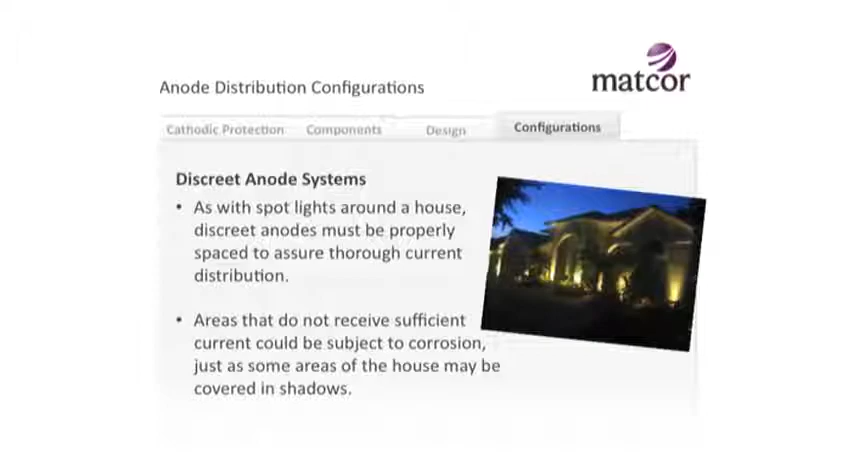 matcor
Anode Distribution Configurations
Cathodic Protection
Components
Design
Configurations
Discreet Anode Systems
• As with spot lights around a house,
discreet anodes must be properly
spaced to assure thorough current
distribution.
• Areas that do not receive sufficient
current could be subject to corrosion,
just as some areas of the house may be
covered in shadows.